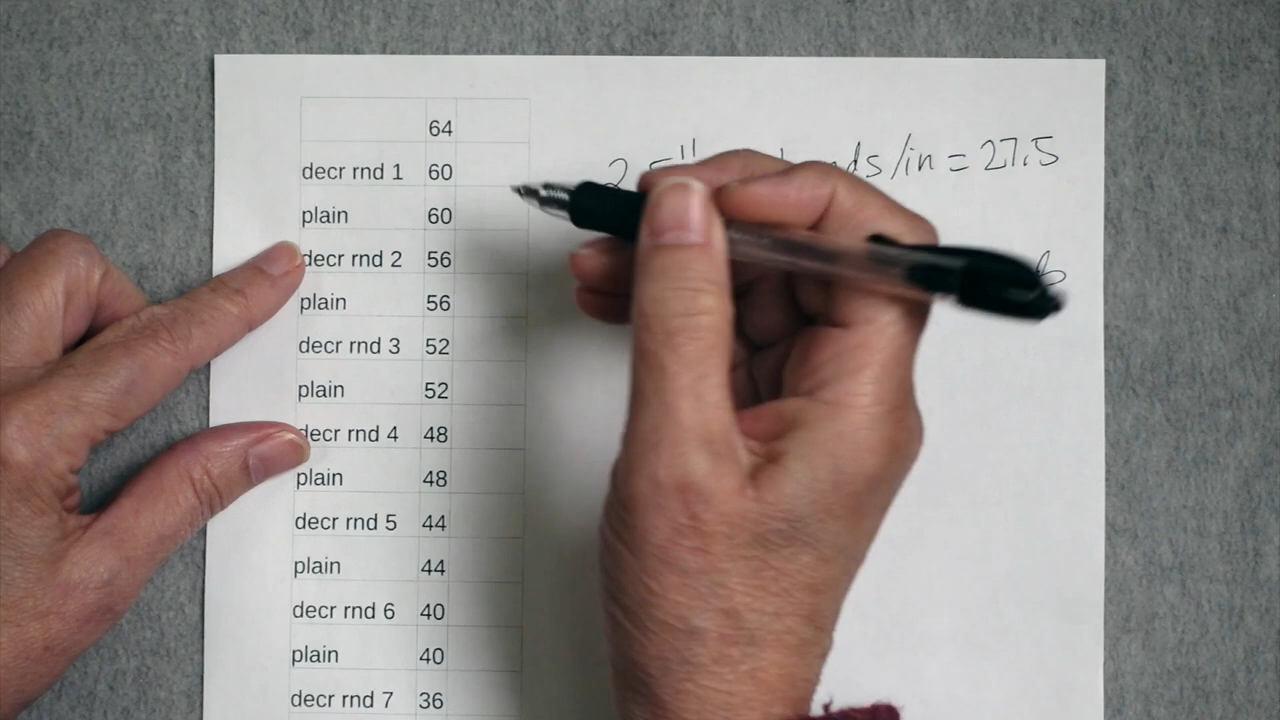 64
decr rnd 1 60
plain 60
decr rnd 2 56
plain 56
decr rnd 3 52
plain 52
decr rnd 4 48
plain 48
decr rnd 5 44
plain 44
decr rnd 6 40
plain 40
decr rnd 7 36
/in = 27.5